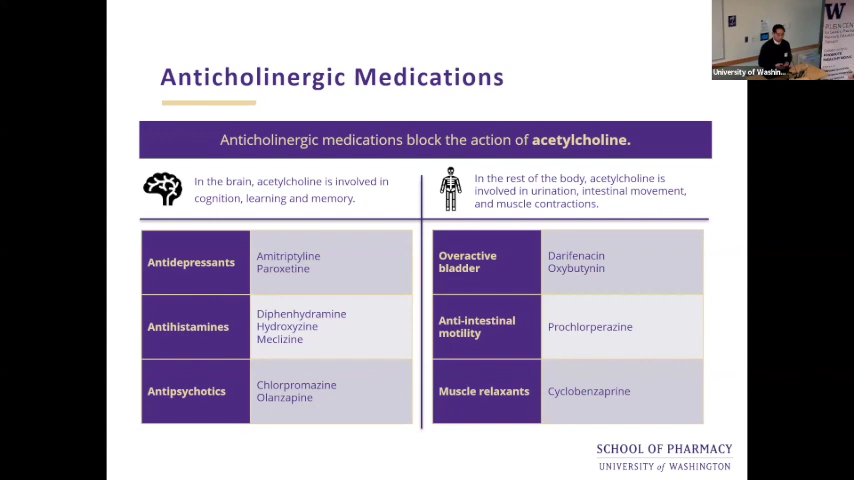 Anticholinergic Medications
Anticholinergic medications block the action of acetylcholine.
In the brain, acetylcholine is involved in
cognition, learning and memory.
In the rest of the body, acetylcholine is
involved in urination, intestinal movement,
and muscle contractions.
Antidepressants
Amitriptyline
Paroxetine
Antihistamines
Diphenhydramine
Hydroxyzine
Meclizine
Antipsychotics
Chlorpromazine
Olanzapine
Overactive
bladder
Darifenacin
Oxybutynin
Anti-intestinal
motility
Prochlorperazine
Muscle relaxants
Cyclobenzaprine
SCHOOL OF PHARMACY
UNIVERSITY of WASHINGTON
University of Washin...
W